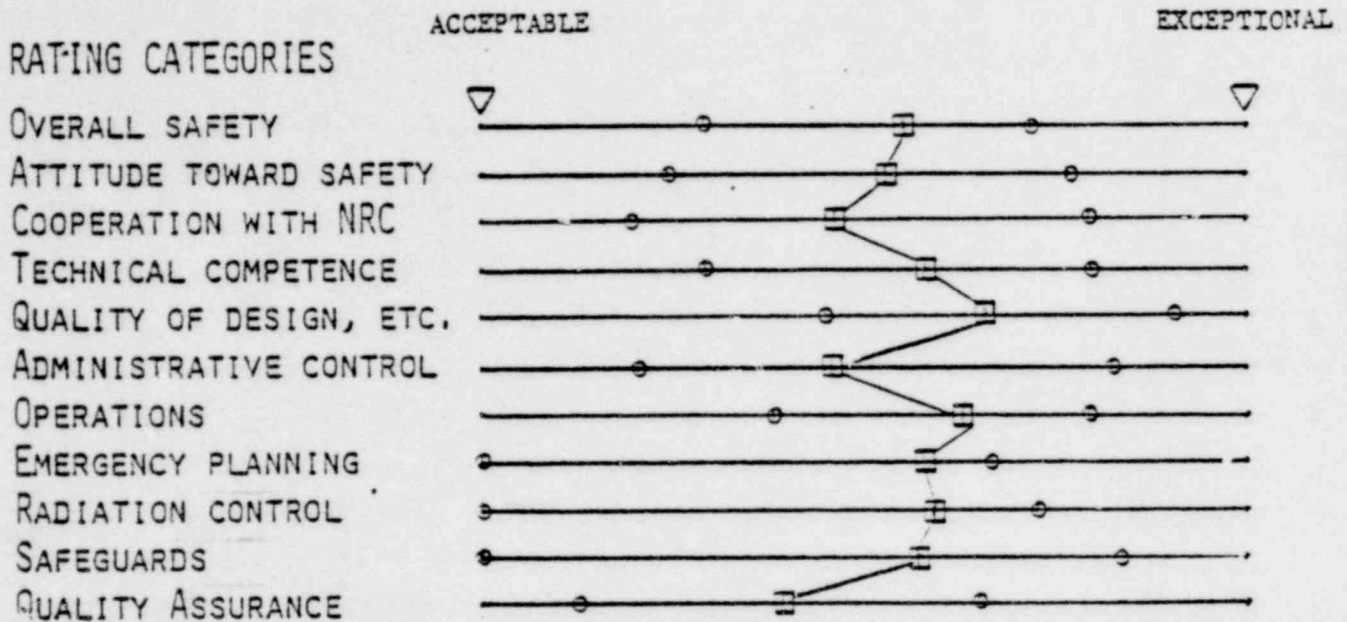 ACCEPTABLE EXCEPTIONAL
RATING CATEGORIES
OVERALL SAFETY
ATTITUDE TOWARD SAFETY
COOPERATION WITH NRC
TECHNICAL COMPETENCE
QUALITY OF DESIGN, ETC.
ADMINISTRATIVE CONTROL
OPERATIONS
EMERGENCY PLANNING
RADIATION CONTROL
SAFEGUARDS
QUALITY ASSURANCE